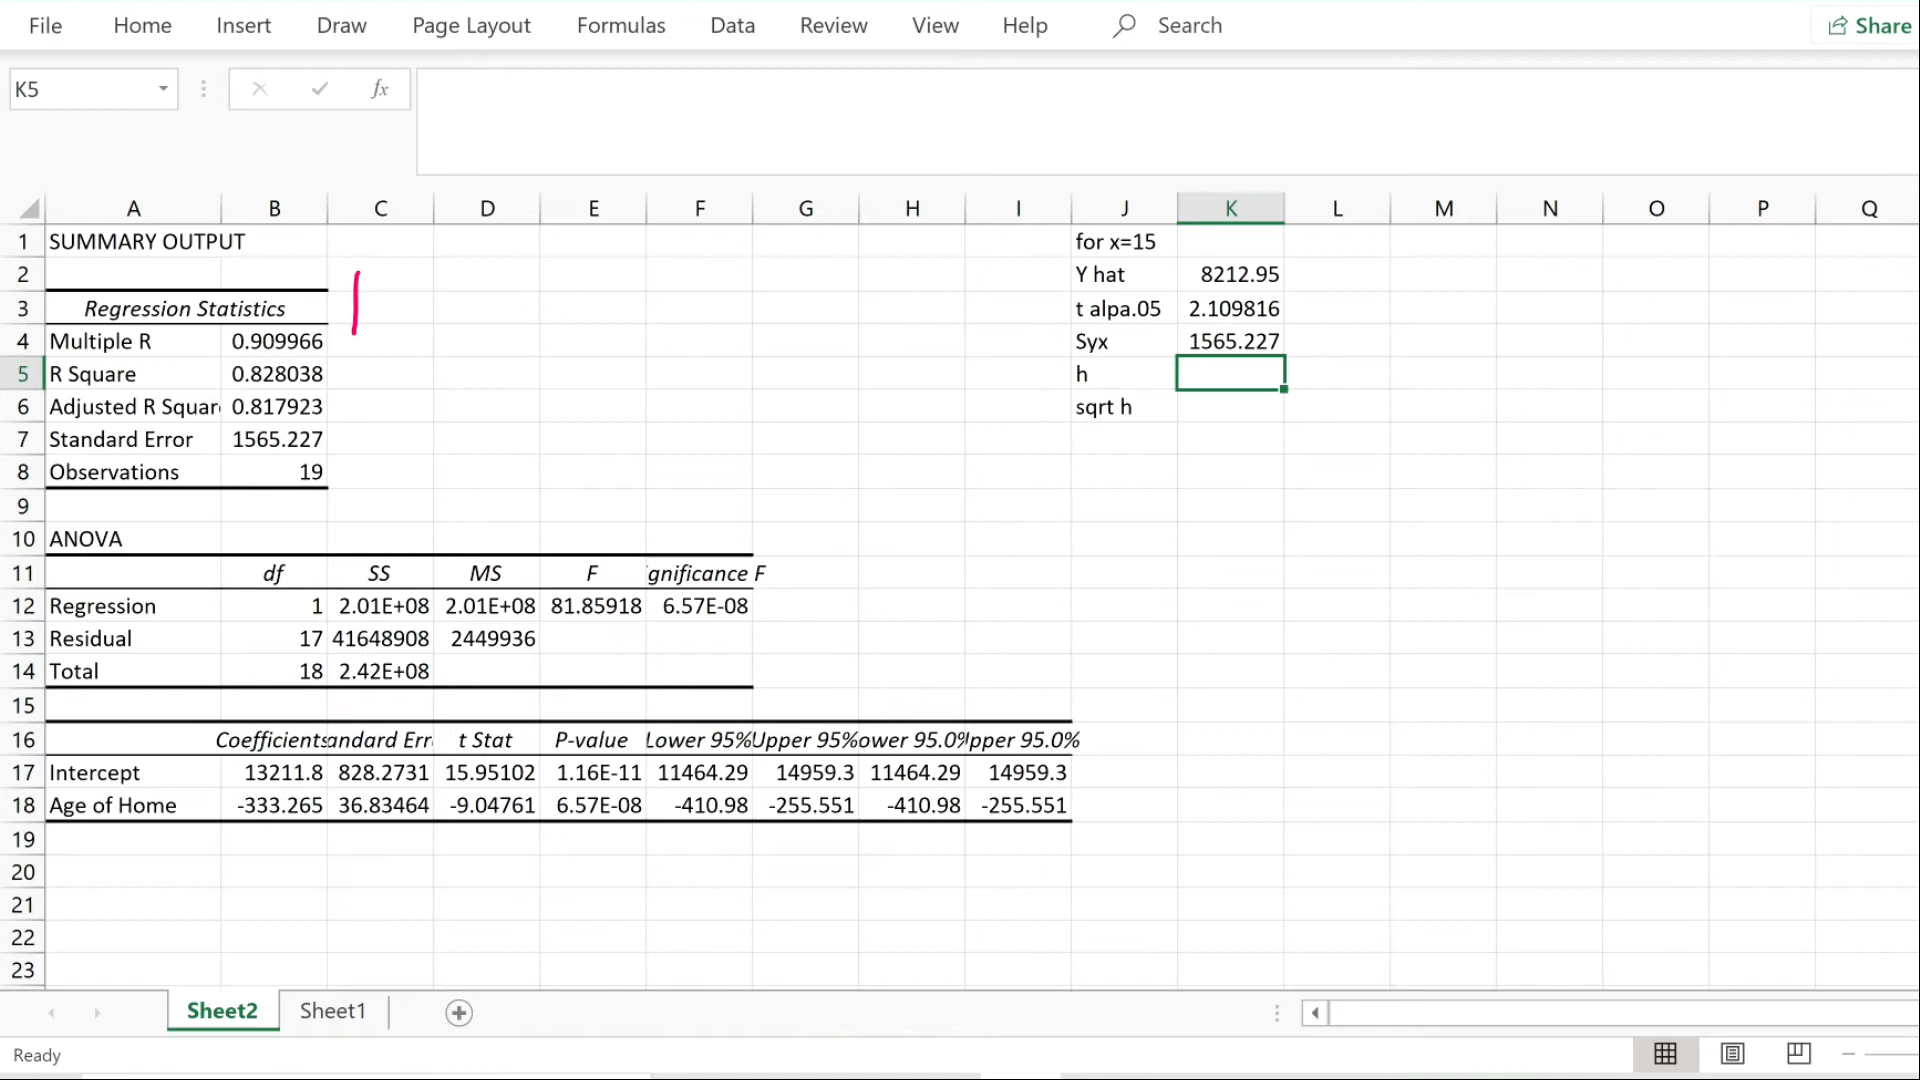 File Home Insert Draw Page Layout Formulas Data Review View Help Search Share
K5 fx
A B C D E F G H I J K L M N O P Q
1 SUMMARY OUTPUT for x=15
2 Y hat 8212.95
3 Regression Statistics t alpa.05 2.109816
4 Multiple R 0.909966 Syx 1565.227
5 R Square 0.828038 h
6 Adjusted R Squar 0.817923 sqrt h
7 Standard Error 1565.227
8 Observations 19
9
10 ANOVA
11 df SS MS F gnificance F
12 Regression 1 2.01E+08 2.01E+08 81.85918 6.57E-08
13 Residual 17 41648908 2449936
14 Total 18 2.42E+08
15
16 Coefficients andard Err t Stat P-value Lower 95% Upper 95% ower 95.0% pper 95.0%
17 Intercept 13211.8 828.2731 15.95102 1.16E-11 11464.29 14959.3 11464.29 14959.3
18 Age of Home -333.265 36.83464 -9.04761 6.57E-08 -410.98 -255.551 -410.98 -255.551
19
20
21
22
23
Sheet2 Sheet1
Ready